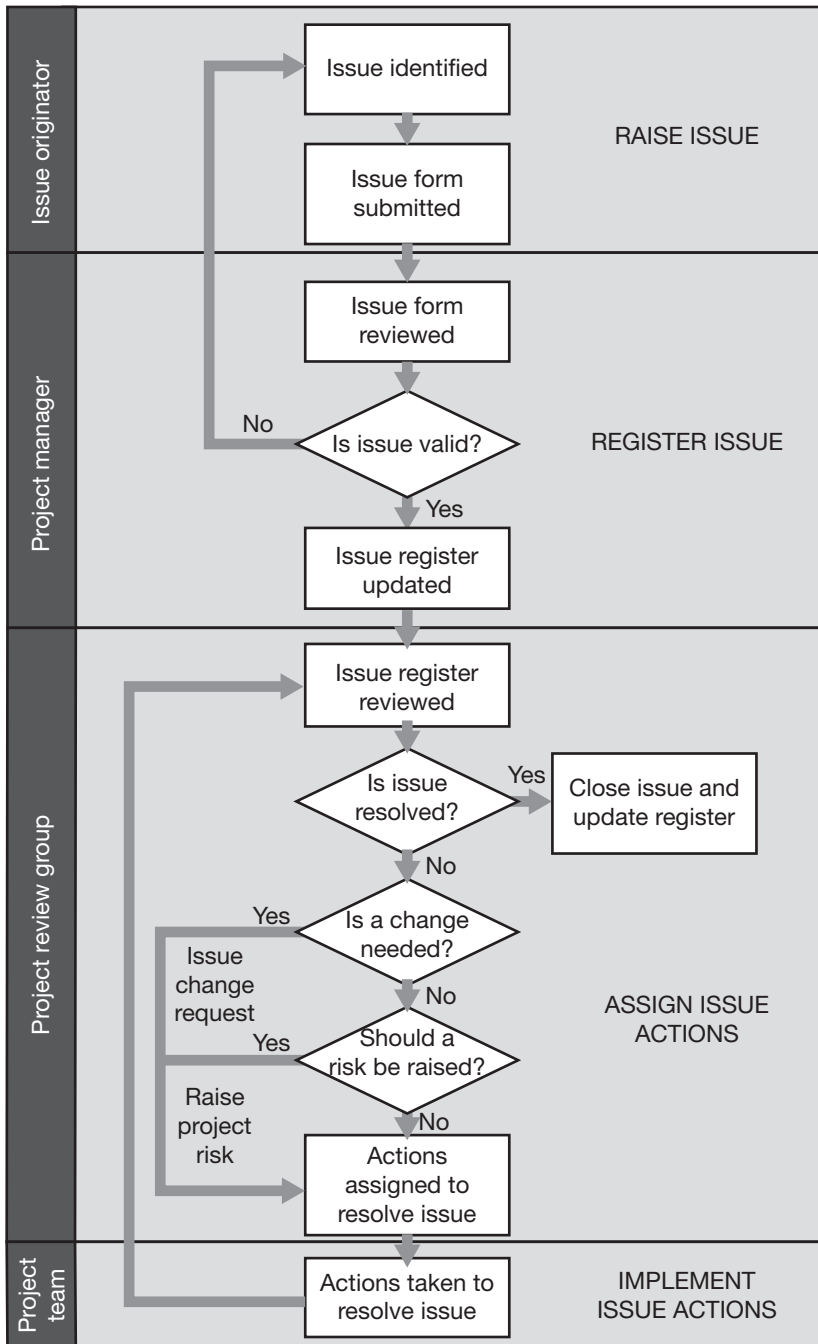 Issue originator
Issue identified
RAISE ISSUE
Issue form
submitted
Project manager
Issue form
reviewed
No
Is issue valid?
REGISTER ISSUE
Yes
Issue register
updated
Project review group
Issue register
reviewed
Is issue
resolved?
Yes
Close issue and
update register
No
Yes
Is a change
needed?
Issue
change
request
No
ASSIGN ISSUE
ACTIONS
Yes
Should a
risk be raised?
Raise
project
risk
No
Actions
assigned to
resolve issue
Project
team
Actions taken to
resolve issue
IMPLEMENT
ISSUE ACTIONS